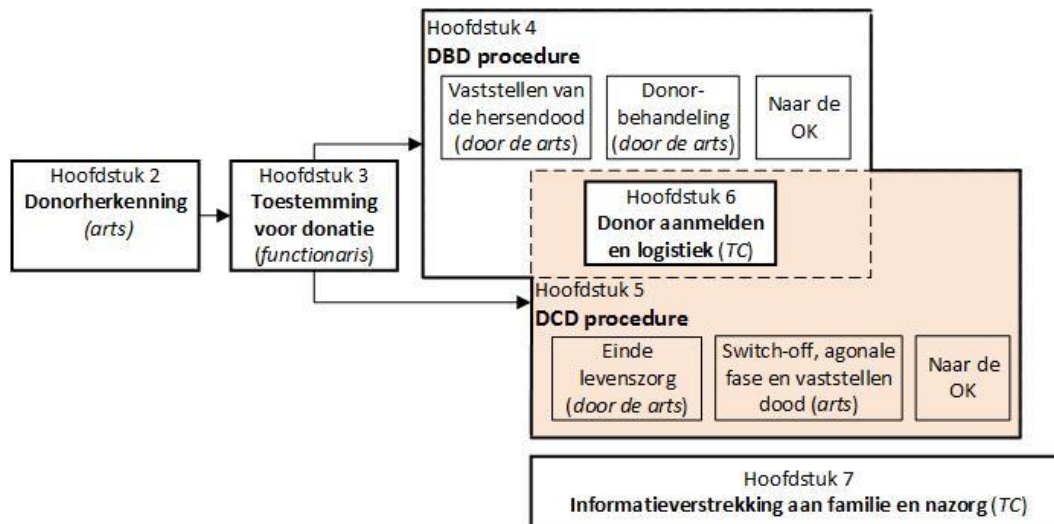 Hoofdstuk 4
DBD procedure
Vaststellen van
de hersendood
(door de arts)
Donor-
behandeling
(door de arts)
Naar de
OK
Hoofdstuk 2
Donorherkenning
(arts)
Hoofdstuk 3
Toestemming
voor donatie
(functionaris)
Hoofdstuk 6
Donor aanmelden
en logistiek (TC)
Hoofdstuk 5
DCD procedure
Einde
levenszorg
(door de arts)
Switch-off, agonale
fase en vaststellen
dood (arts)
Naar de
OK
Hoofdstuk 7
Informatieverstrekking aan familie en nazorg (TC)